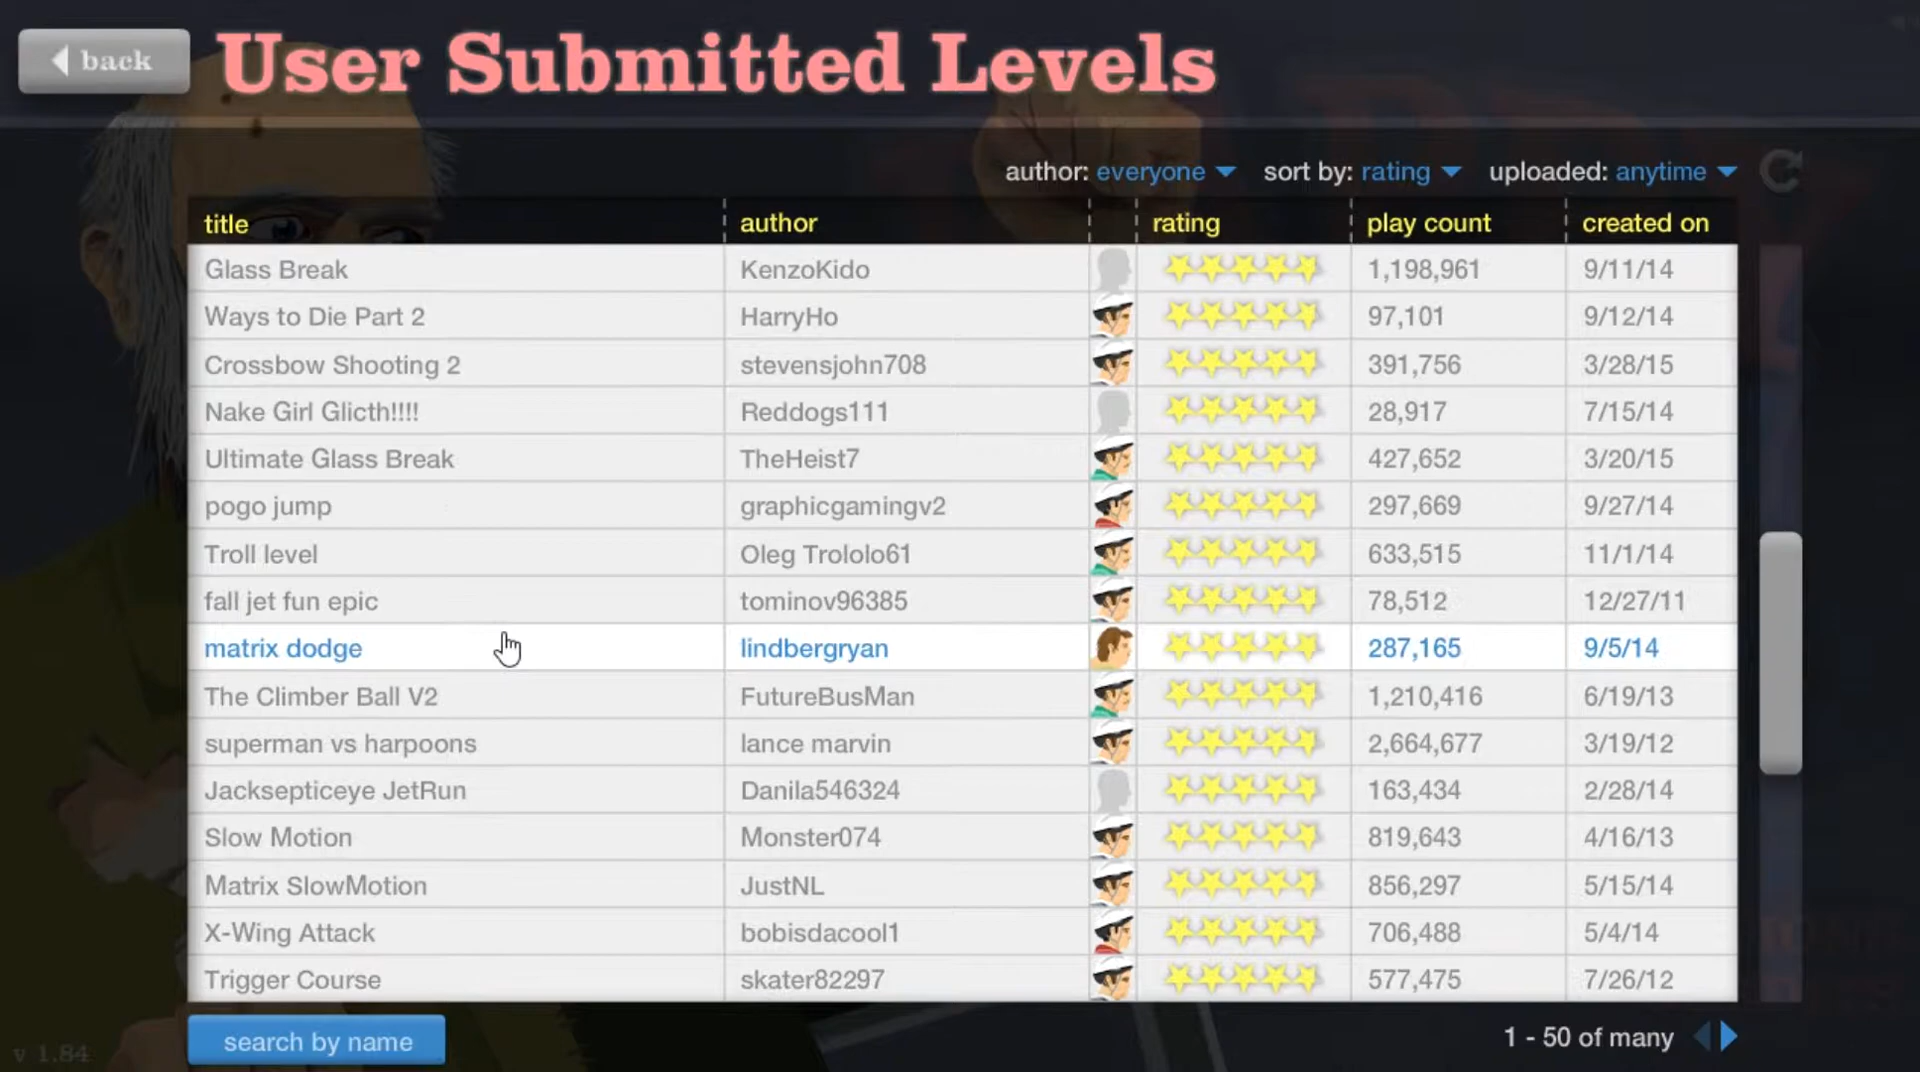 back
User Submitted Levels
author: everyone sort by: rating uploaded: anytime
title author rating play count created on
Glass Break KenzoKido 1,198,961 9/11/14
Ways to Die Part 2 HarryHo 97,101 9/12/14
Crossbow Shooting 2 stevensjohn708 391,756 3/28/15
Nake Girl Glicth!!!! Reddogs111 28,917 7/15/14
Ultimate Glass Break TheHeist7 427,652 3/20/15
pogo jump graphicgamingv2 297,669 9/27/14
Troll level Oleg Trololo61 633,515 11/1/14
fall jet fun epic tominov96385 78,512 12/27/11
matrix dodge lindbergryan 287,165 9/5/14
The Climber Ball V2 FutureBusMan 1,210,416 6/19/13
superman vs harpoons lance marvin 2,664,677 3/19/12
Jacksepticeye JetRun Danila546324 163,434 2/28/14
Slow Motion Monster074 819,643 4/16/13
Matrix SlowMotion JustNL 856,297 5/15/14
X-Wing Attack bobisdacool1 706,488 5/4/14
Trigger Course skater82297 577,475 7/26/12
v 1.84 search by name 1 - 50 of many